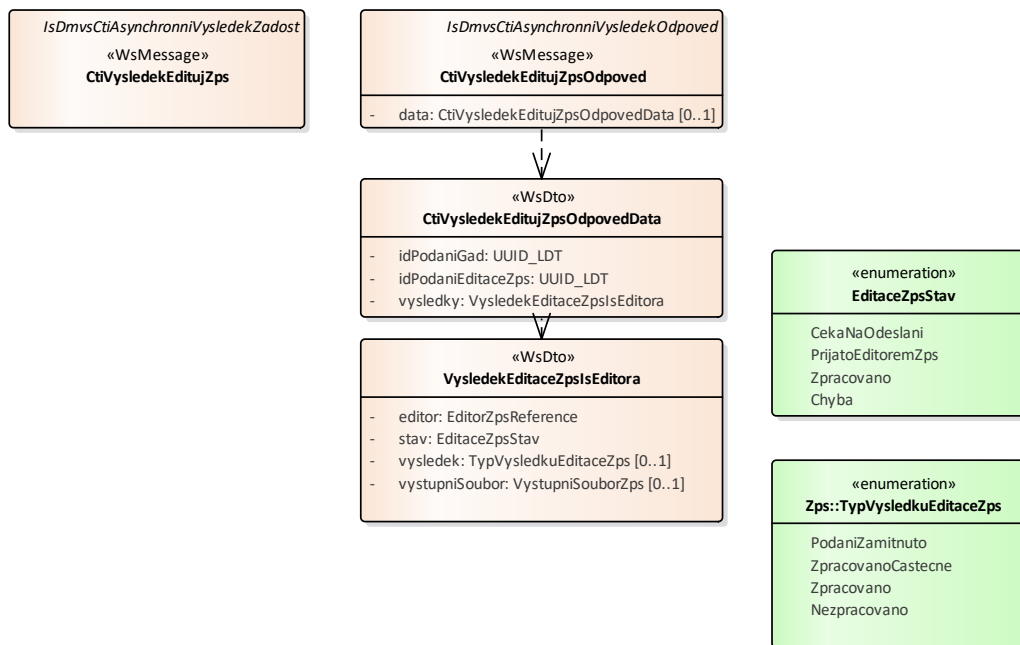 IsDmvsCtiAsynchronniVysledekZadost
«WsMessage»
CtiVysledekEditujZps
IsDmvsCtiAsynchronniVysledekOdpoved
«WsMessage»
CtiVysledekEditujZpsOdpoved
- data: CtiVysledekEditujZpsOdpovedData [0..1]
«WsDto»
CtiVysledekEditujZpsOdpovedData
- idPodaniGad: UUID_LDT
- idPodaniEditaceZps: UUID_LDT
- vysledky: VysledekEditaceZpsIsEditora
«WsDto»
VysledekEditaceZpsIsEditora
- editor: EditorZpsReference
- stav: EditaceZpsStav
- vysledek: TypVysledkuEditaceZps [0..1]
- vystupniSoubor: VystupniSouborZps [0..1]
«enumeration»
EditaceZpsStav
CekaNaOdeslani
PrijatoEditoremZps
Zpracovano
Chyba
«enumeration»
Zps::TypVysledkuEditaceZps
PodaniZamitnuto
ZpracovanoCastecne
Zpracovano
Nezpracovano